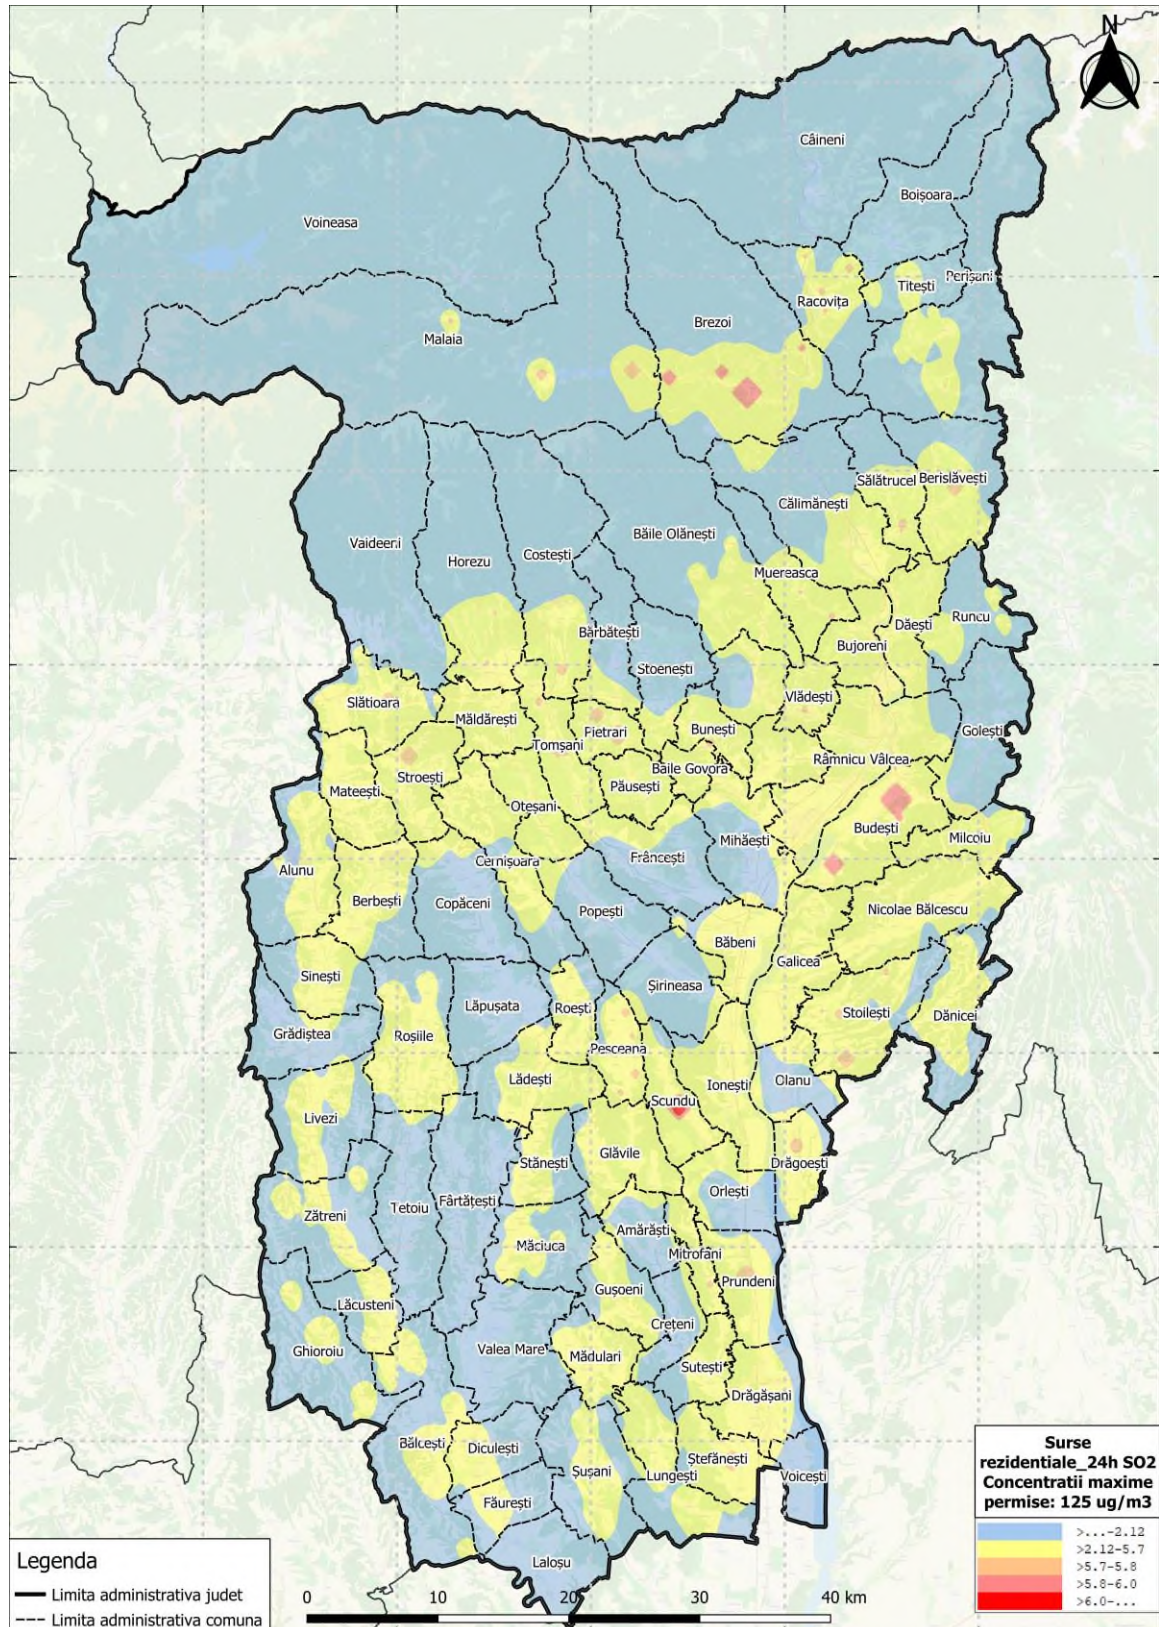 N
Câineni
Boișoara
Voineasa
Perișani
Titești
Racovița
Brezoi
Malaia
Sălătrucel
Berislăvești
Călimănești
Băile Olănești
Vaideeni
Costești
Horezu
Muereasca
Runcu
Dăești
Bărbătești
Bujoreni
Stoenești
Vlădești
Slătioara
Măldărești
Pietrari
Bunești
Golești
Tomșani
Râmnicu Vâlcea
Băile Govora
Stroești
Păusești
Mateești
Oteșani
Budești
Mihăești
Milcoiu
Frâncești
Cernișoara
Alunu
Berbești
Copăceni
Popești
Nicolae Bălcescu
Băbeni
Galicea
Sinești
Șirineasa
Lăpușata
Roești
Stoilești
Dănicei
Grădiștea
Roșiile
Pesceana
Lădești
Ionești
Olanu
Scundu
Livezi
Glăvile
Stănești
Drăgoești
Orlești
Tetoiu
Fârtățești
Zătreni
Amărăști
Măciuca
Mitrofani
Prundeni
Gușoeni
Lăcusteni
Crețeni
Ghioroiu
Valea Mare
Mădulari
Sutești
Drăgășani
Bălcești
Diculești
Ștefănești
Șușani
Lungești
Voicești
Făurești
Laloșu
Surse
rezidentiale_24h SO2
Concentratii maxime
permise: 125 ug/m3
>...-2.12
>2.12-5.7
>5.7-5.8
>5.8-6.0
>6.0-...
Legenda
Limita administrativa judet
Limita administrativa comuna
0 10 20 30 40 km